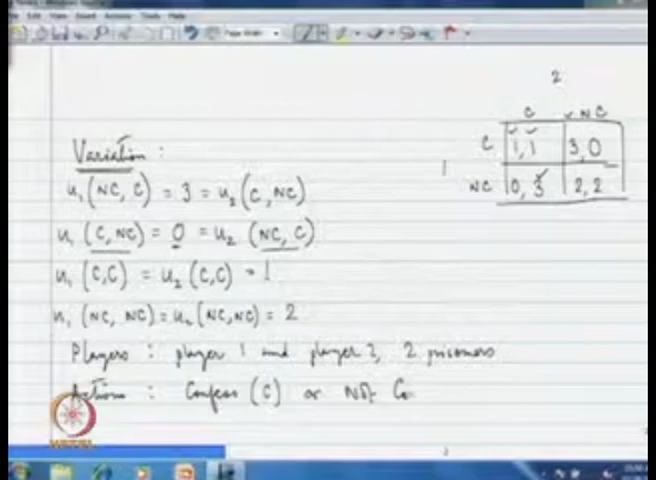 2
C NC
C 1, 1 3, 0
1
NC 0, 3 2, 2
Variation :
u₁ (NC, C) = 3 = u₂ (C, NC)
u₁ (C, NC) = 0 = u₂ (NC, C)
u₁ (C,C) = u₂ (C,C) = 1
u₁ (NC, NC) = u₂ (NC, NC) = 2
Players : player 1 and player 2, 2 prisoners
Actions : Confess (C) or Not Co
NPTEL